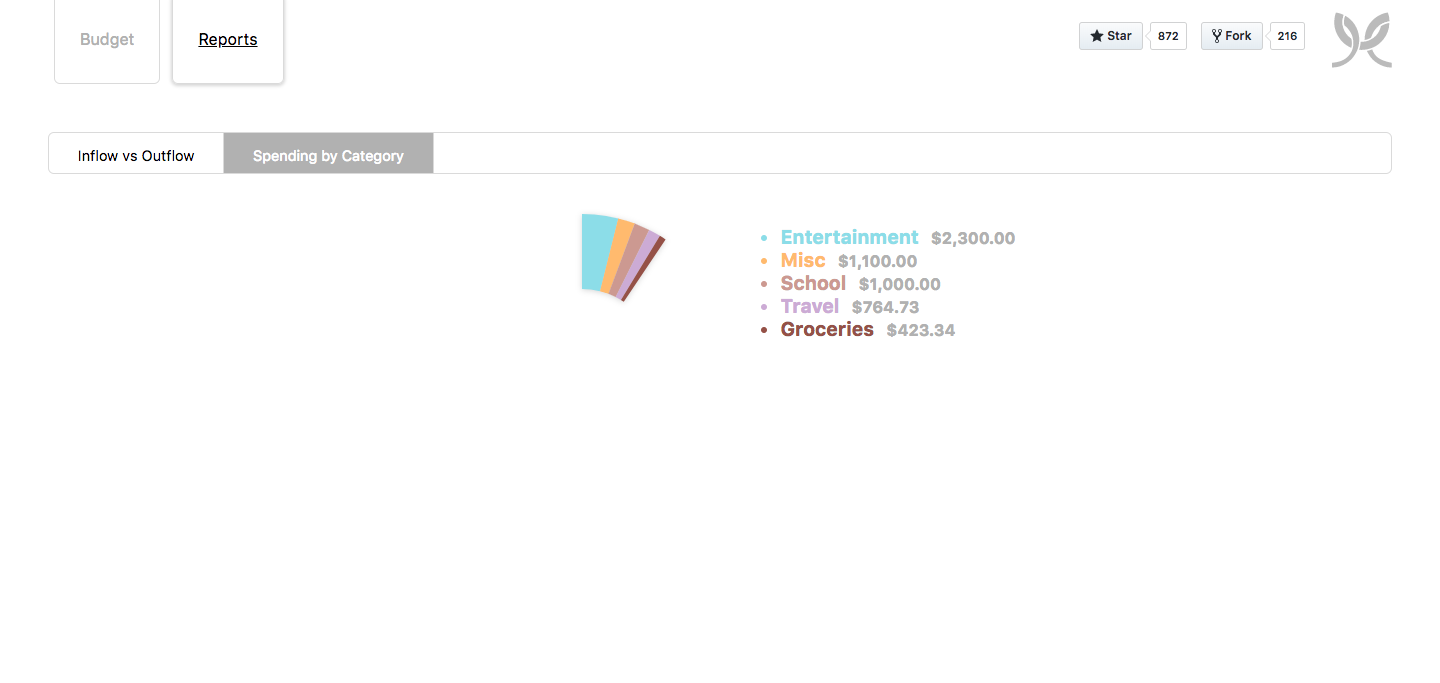 Budget
Reports
Star
872
Fork
216
Inflow vs Outflow
Spending by Category
Entertainment $2,300.00
Misc $1,100.00
School $1,000.00
Travel $764.73
Groceries $423.34